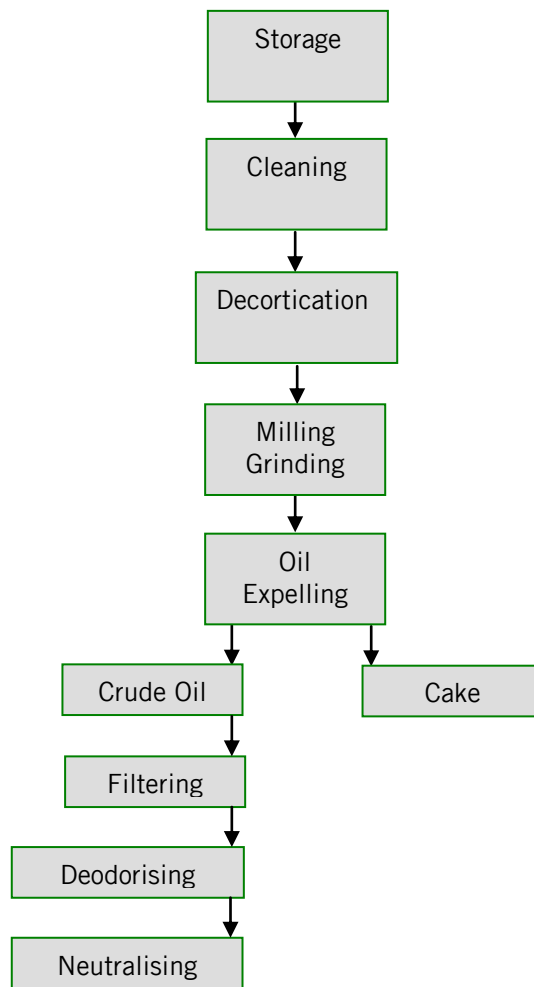 Storage
Cleaning
Decortication
Milling
Grinding
Oil
Expelling
Crude Oil
Cake
Filtering
Deodorising
Neutralising